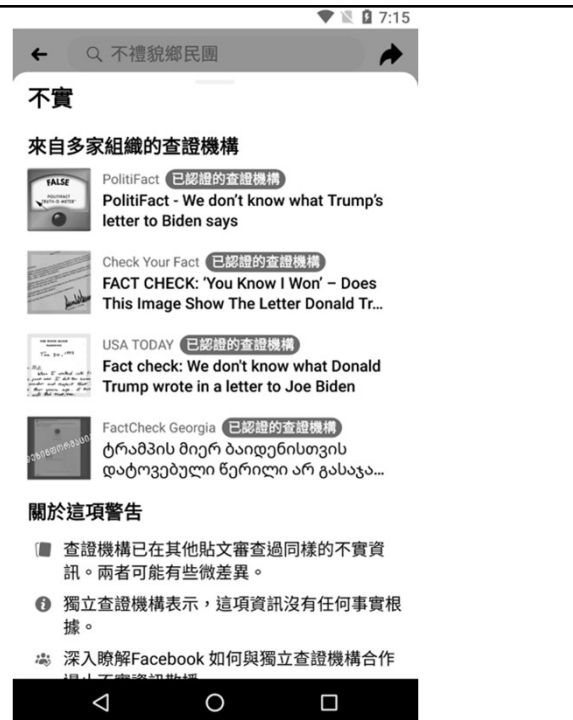 7:15
不禮貌鄉民團
不實
來自多家組織的查證機構
FALSE
POLITIFACT
TRUTH-O-METER
PolitiFact 已認證的查證機構
PolitiFact - We don't know what Trump's
letter to Biden says
Check Your Fact 已認證的查證機構
FACT CHECK: 'You Know I Won' – Does
This Image Show The Letter Donald Tr...
USA TODAY 已認證的查證機構
Fact check: We don't know what Donald
Trump wrote in a letter to Joe Biden
FactCheck Georgia 已認證的查證機構
ტრამპის მიერ ბაიდენისთვის
დატოვებული წერილი არ გასაჯა...
關於這項警告
查證機構已在其他貼文審查過同樣的不實資
訊。兩者可能有些微差異。
獨立查證機構表示，這項資訊沒有任何事實根
據。
深入瞭解Facebook 如何與獨立查證機構合作